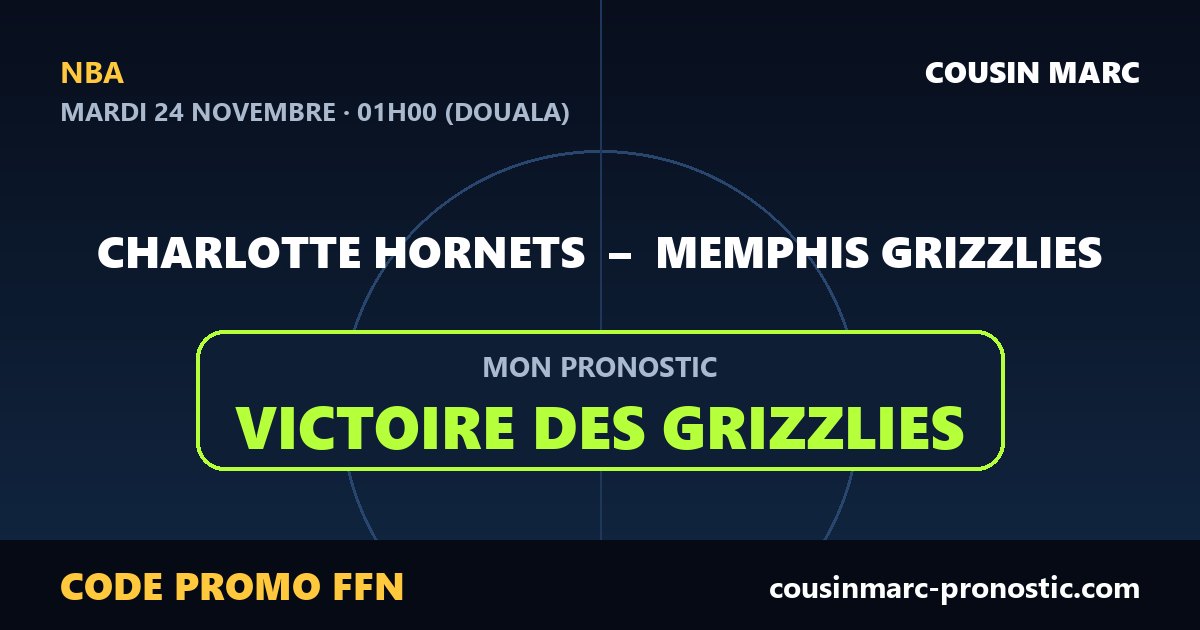 NBA
COUSIN MARC
MARDI 24 NOVEMBRE · 01H00 (DOUALA)
CHARLOTTE HORNETS – MEMPHIS GRIZZLIES
MON PRONOSTIC
VICTOIRE DES GRIZZLIES
CODE PROMO FFN
cousinmarc-pronostic.com